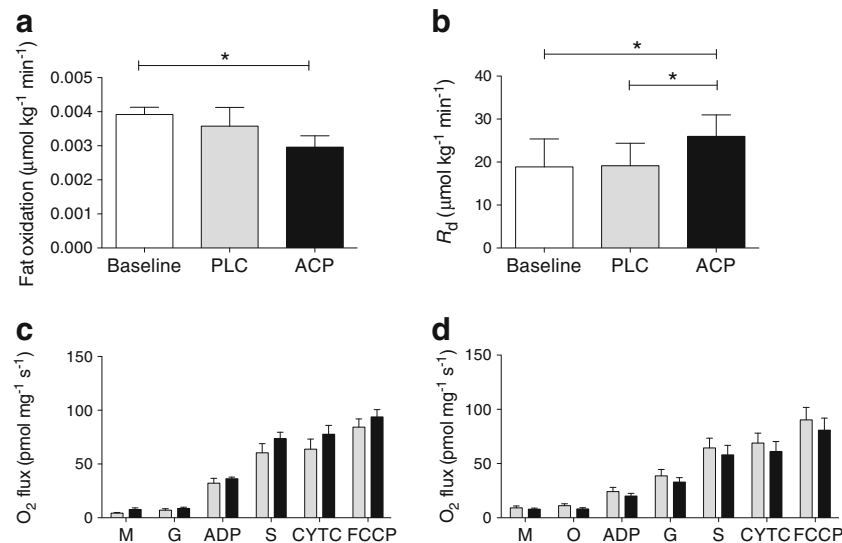 a
*
Fat oxidation (µmol kg⁻¹ min⁻¹)
0.005
0.004
0.003
0.002
0.001
0.000
Baseline PLC ACP
b
*
*
R_d (µmol kg⁻¹ min⁻¹)
40
30
20
10
0
Baseline PLC ACP
c
O₂ flux (pmol mg⁻¹ s⁻¹)
150
100
50
0
M G ADP S CYTC FCCP
d
O₂ flux (pmol mg⁻¹ s⁻¹)
150
100
50
0
M O ADP G S CYTC FCCP